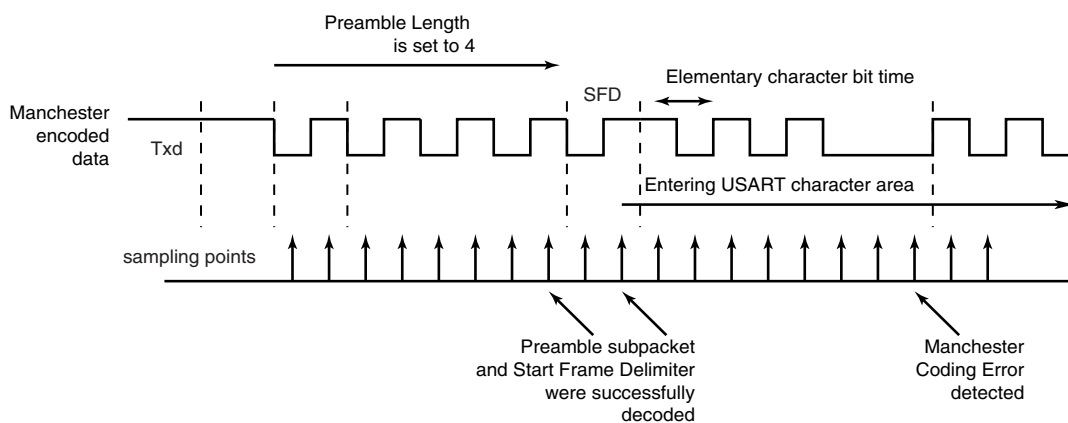 Preamble Length
is set to 4
Elementary character bit time
SFD
Manchester
encoded
data
Txd
Entering USART character area
sampling points
Preamble subpacket
and Start Frame Delimiter
were successfully
decoded
Manchester
Coding Error
detected